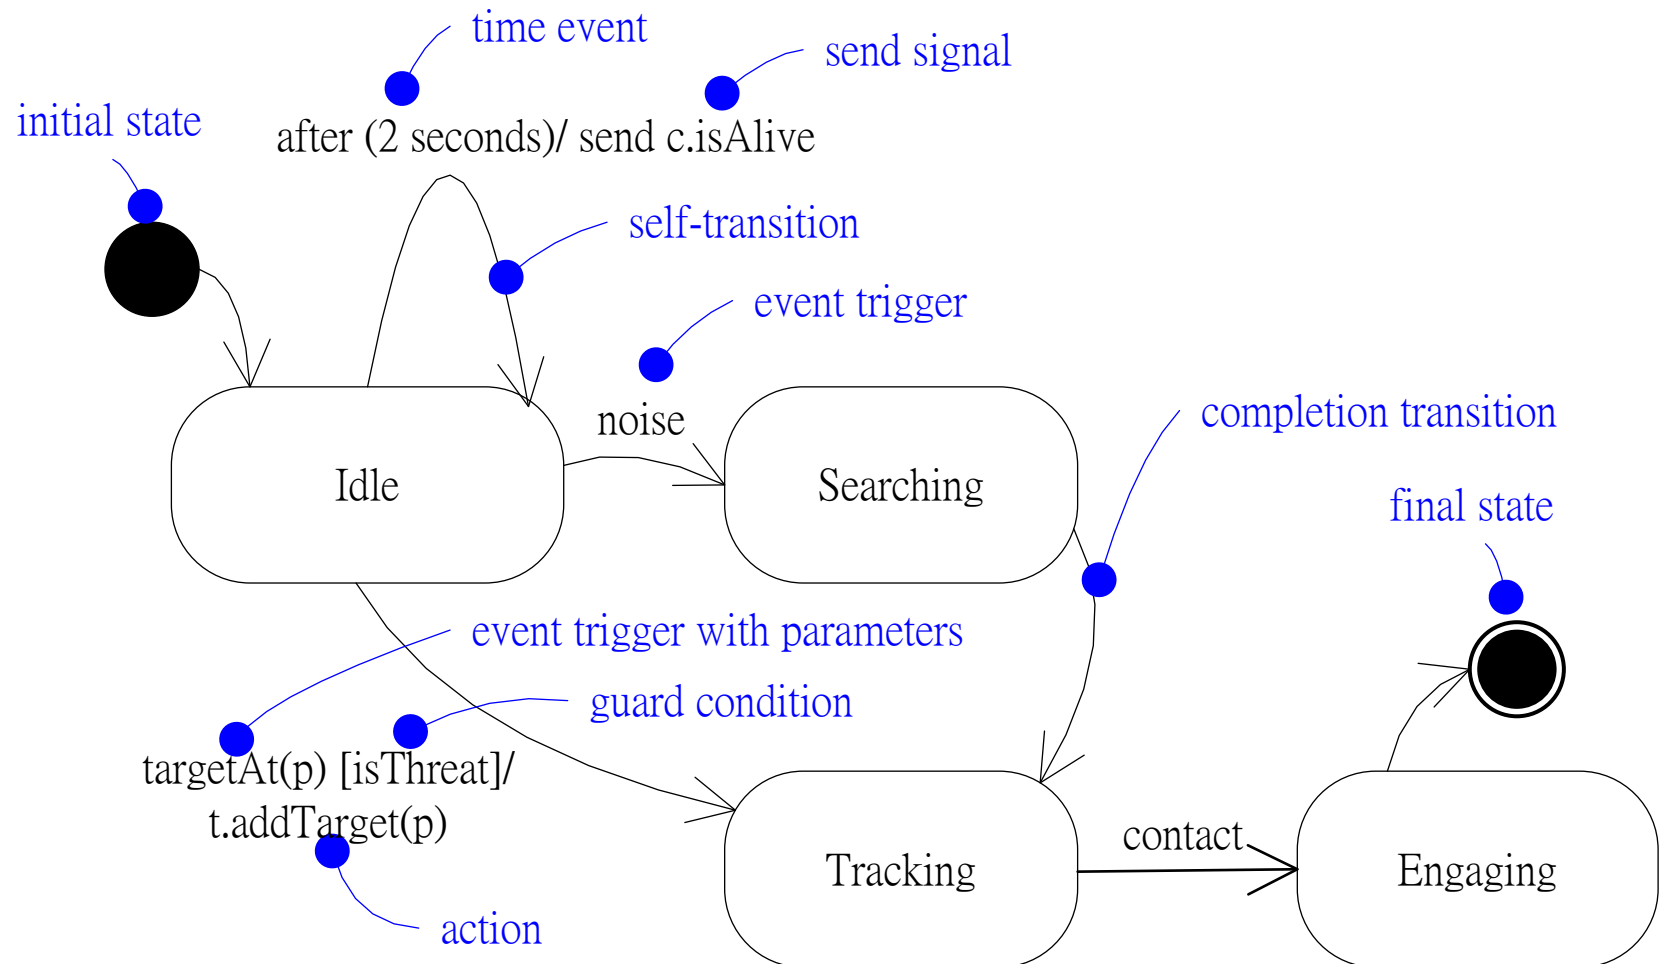 time event
send signal
initial state
after (2 seconds)/ send c.isAlive
self-transition
event trigger
noise
completion transition
Idle
Searching
final state
event trigger with parameters
guard condition
targetAt(p) [isThreat]/
t.addTarget(p)
contact
Tracking
Engaging
action